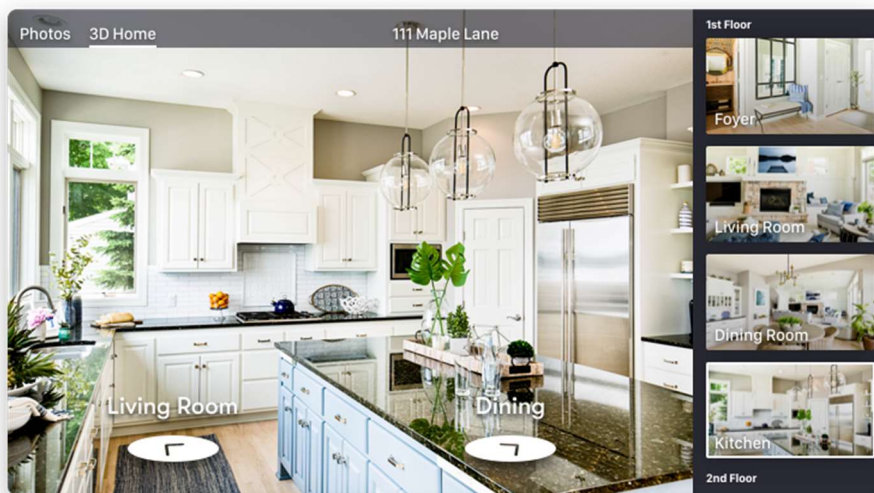 Photos
3D Home
111 Maple Lane
1st Floor
Foyer
Living Room
Dining Room
Kitchen
2nd Floor
Living Room
Dining